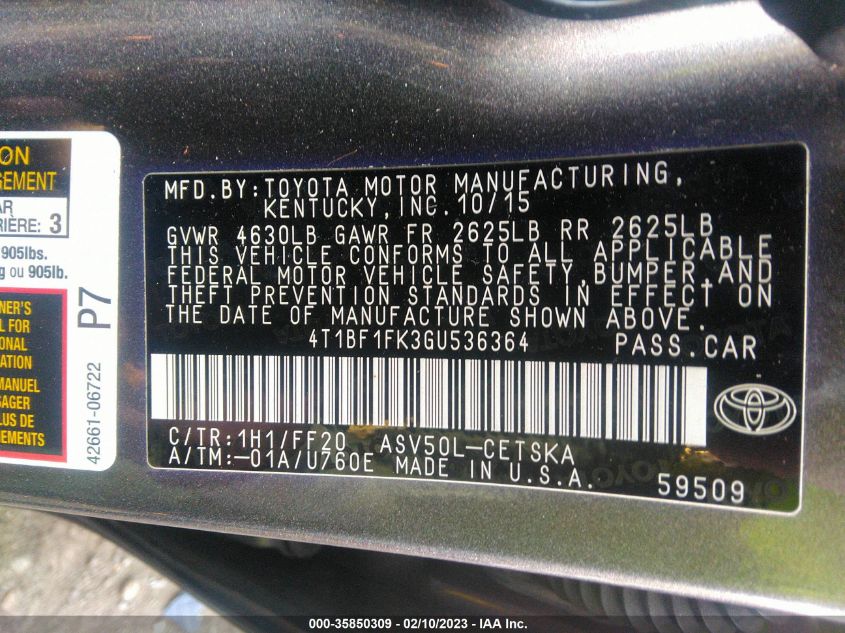 ON
GEMENT
AR
RIÈRE: 3
905lbs.
g ou 905lb.
NER'S
L FOR
ONAL
ATION
MANUEL
SAGER
LUS DE
EMENTS
P7
42661-06722
MFD.BY:TOYOTA MOTOR MANUFACTURING,
KENTUCKY,INC.10/15
GVWR 4630LB GAWR FR 2625LB RR 2625LB
THIS VEHICLE CONFORMS TO ALL APPLICABLE
FEDERAL MOTOR VEHICLE SAFETY,BUMPER,AND
THEFT PREVENTION STANDARDS IN EFFECT ON
THE DATE OF MANUFACTURE SHOWN ABOVE.
4T1BF1FK3GU536364 PASS.CAR
C/TR:1H1/FF20 ASV50L-CETSKA
A/TM:-01A/U760E MADE IN U.S.A.
59509
000-35850309 — 02/10/2023 — IAA Inc.